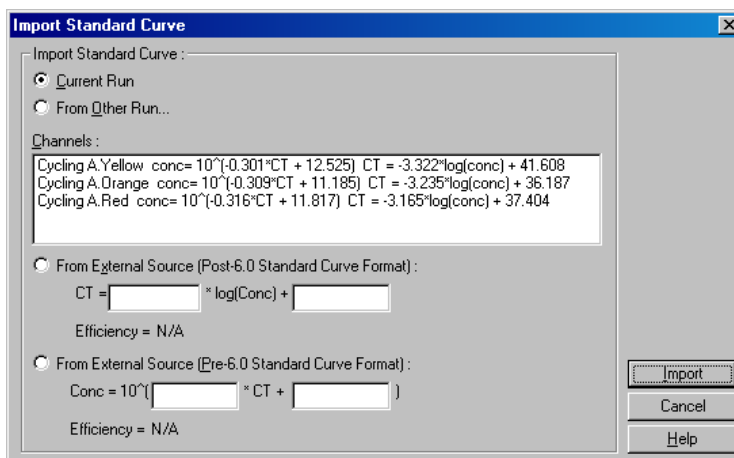 Import Standard Curve
Import Standard Curve :
Current Run
From Other Run...
Channels :
Cycling A.Yellow conc= 10^(-0.301*CT + 12.525) CT = -3.322*log(conc) + 41.608
Cycling A.Orange conc= 10^(-0.309*CT + 11.185) CT = -3.235*log(conc) + 36.187
Cycling A.Red conc= 10^(-0.316*CT + 11.817) CT = -3.165*log(conc) + 37.404
From External Source (Post-6.0 Standard Curve Format) :
CT = * log(Conc) +
Efficiency = N/A
From External Source (Pre-6.0 Standard Curve Format) :
Conc = 10^( * CT + )
Efficiency = N/A
Import
Cancel
Help